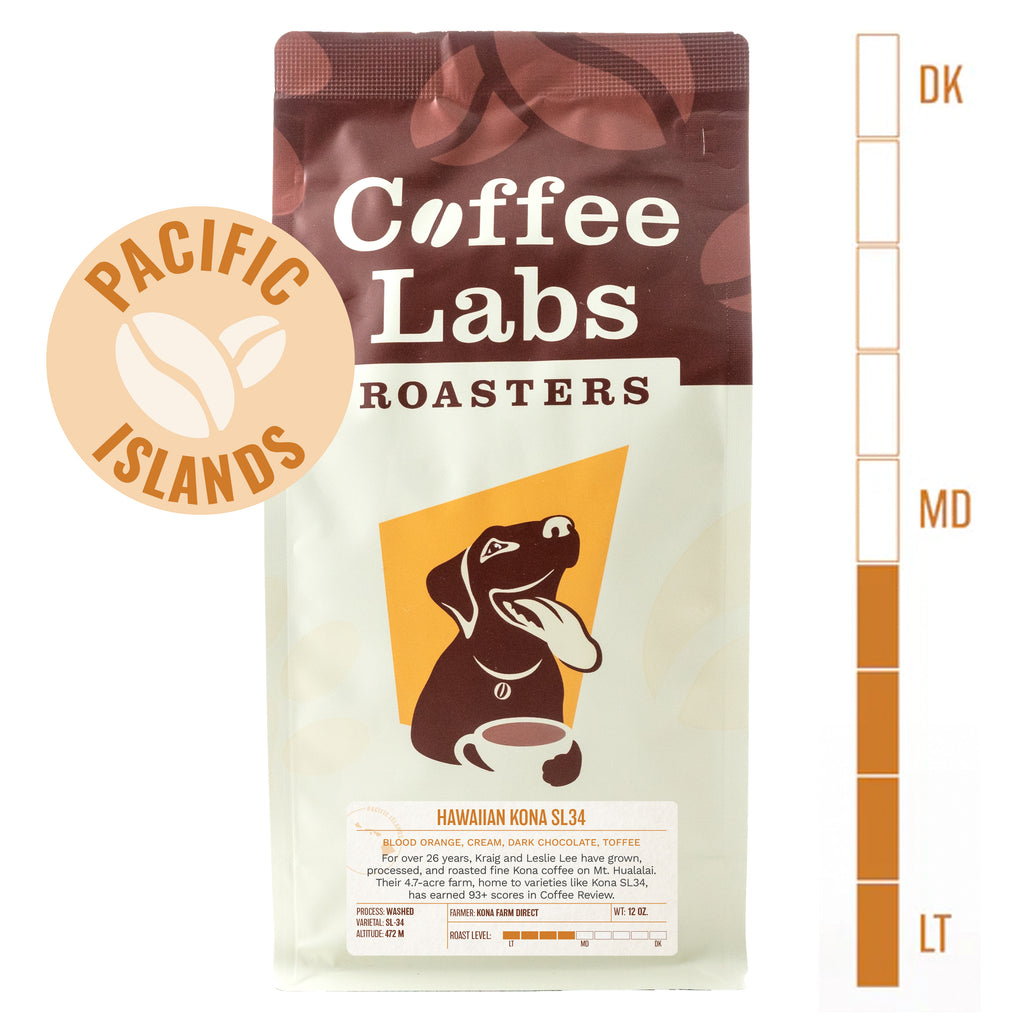 Coffee
Labs
ROASTERS
PACIFIC
ISLANDS
HAWAIIAN KONA SL34
BLOOD ORANGE, CREAM, DARK CHOCOLATE, TOFFEE
For over 26 years, Kraig and Leslie Lee have grown,
processed, and roasted fine Kona coffee on Mt. Hualalai.
Their 4.7-acre farm, home to varieties like Kona SL34,
has earned 93+ scores in Coffee Review.
PACIFIC ISLANDS
PROCESS: WASHED
VARIETAL: SL-34
ALTITUDE: 472 M
FARMER: KONA FARM DIRECT
WT: 12 OZ.
ROAST LEVEL:
LT MD DK
DK
MD
LT